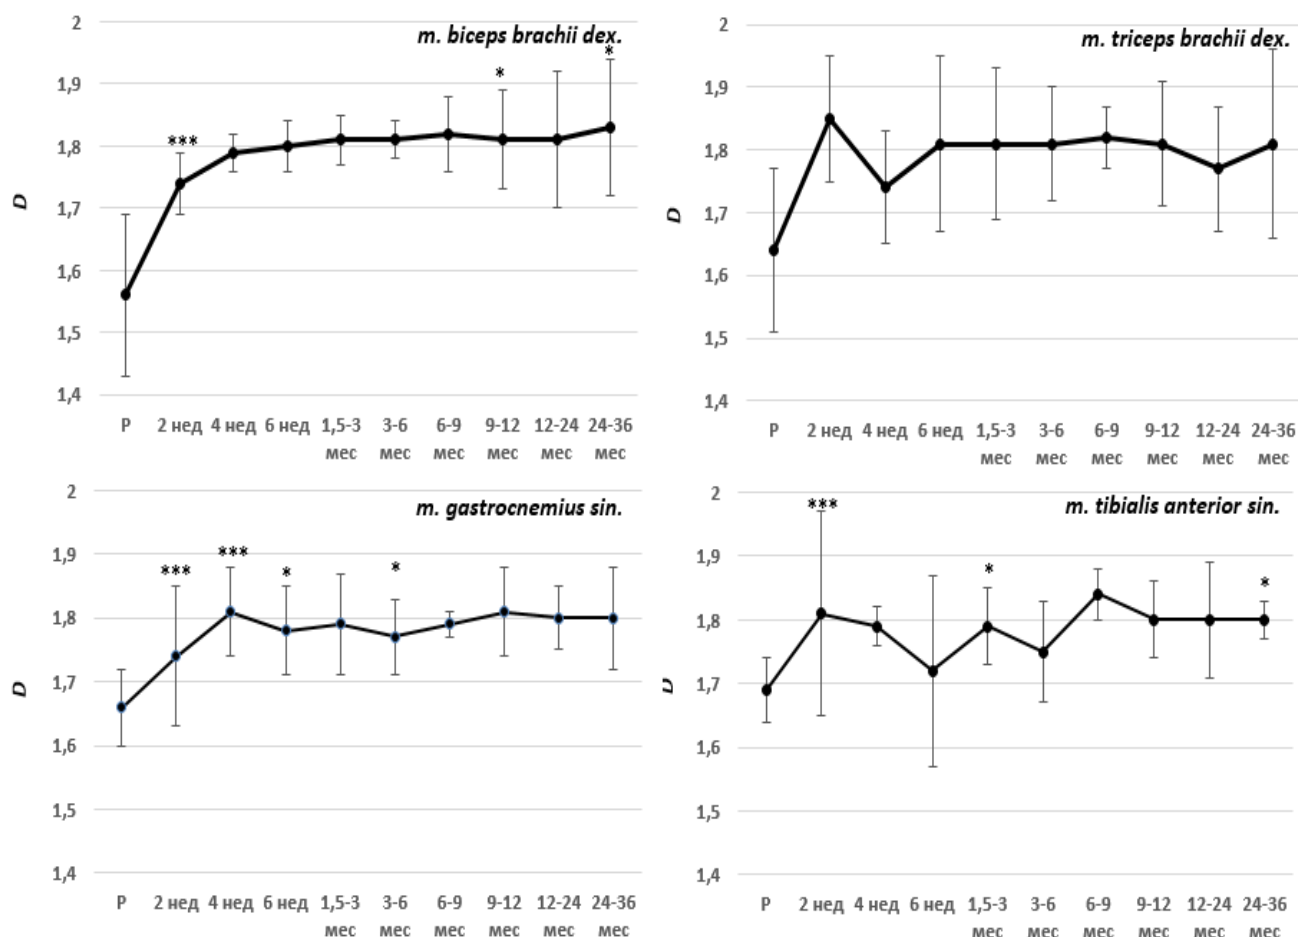 m. biceps brachii dex.
2
1,9
1,8
1,7
1,6
1,5
1,4
D
***
*
*
Р 2 нед 4 нед 6 нед 1,5-3 3-6 6-9 9-12 12-24 24-36
мес мес мес мес мес мес
m. triceps brachii dex.
2
1,9
1,8
1,7
1,6
1,5
1,4
D
Р 2 нед 4 нед 6 нед 1,5-3 3-6 6-9 9-12 12-24 24-36
мес мес мес мес мес мес
m. gastrocnemius sin.
2
1,9
1,8
1,7
1,6
1,5
1,4
D
***
***
*
*
Р 2 нед 4 нед 6 нед 1,5-3 3-6 6-9 9-12 12-24 24-36
мес мес мес мес мес мес
m. tibialis anterior sin.
2
1,9
1,8
1,7
1,6
1,5
1,4
D
***
*
*
Р 2 нед 4 нед 6 нед 1,5-3 3-6 6-9 9-12 12-24 24-36
мес мес мес мес мес мес